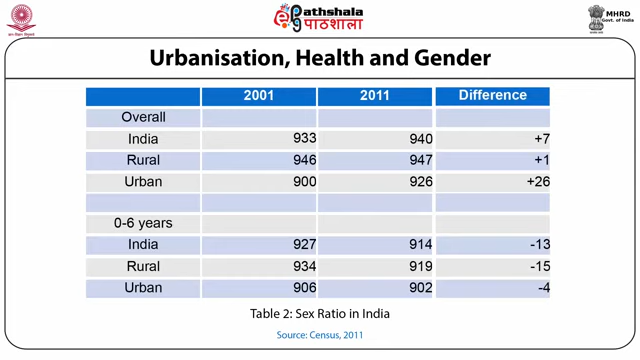 ePathshala
पाठशाला
MHRD
Govt. of India
Urbanisation, Health and Gender
2001 2011 Difference
Overall
India 933 940 +7
Rural 946 947 +1
Urban 900 926 +26
0-6 years
India 927 914 -13
Rural 934 919 -15
Urban 906 902 -4
Table 2: Sex Ratio in India
Source: Census, 2011